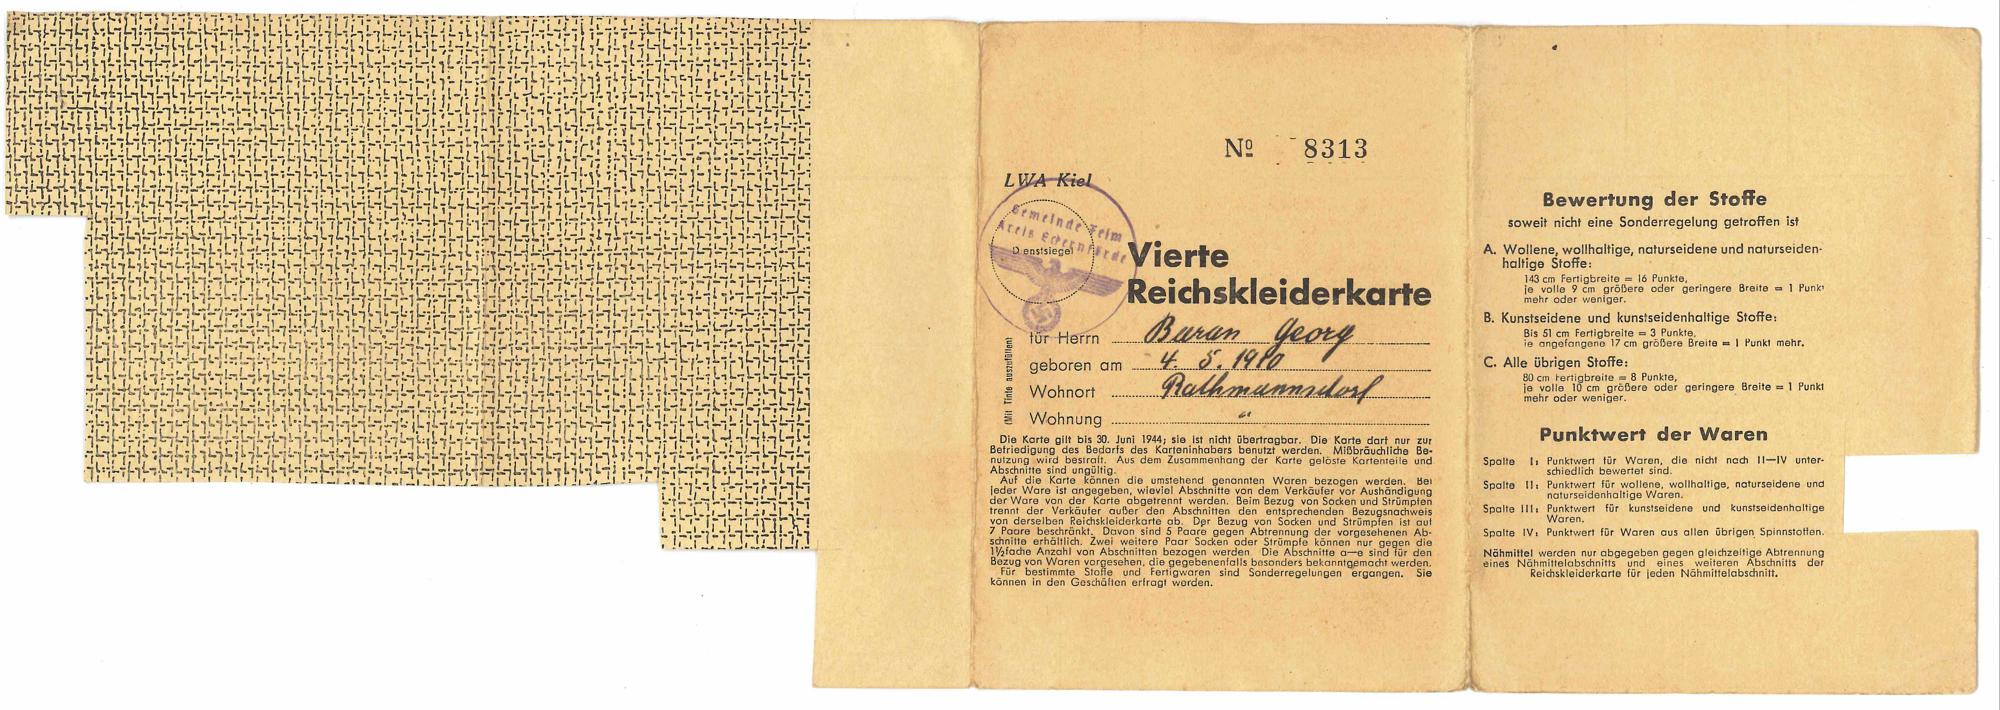 Nº 8313
LWA Kiel
Gemeinde Felm
Kreis Eckernförde
Dienstsiegel
Vierte
Reichskleiderkarte
(Mit Tinte auszufüllen)
für Herrn Baran Georg
geboren am 4. 5. 1910
Wohnort Rathmannsdorf
Wohnung "
Die Karte gilt bis 30. Juni 1944; sie ist nicht übertragbar. Die Karte darf nur zur
Befriedigung des Bedarfs des Karteninhabers benutzt werden. Mißbräuchliche Be-
nutzung wird bestraft. Aus dem Zusammenhang der Karte gelöste Kartenteile und
Abschnitte sind ungültig.
Auf die Karte können die umstehend genannten Waren bezogen werden. Bei
jeder Ware ist angegeben, wieviel Abschnitte von dem Verkäufer vor Aushändigung
der Ware von der Karte abgetrennt werden. Beim Bezug von Socken und Strümpfen
trennt der Verkäufer außer den Abschnitten den entsprechenden Bezugsnachweis
von derselben Reichskleiderkarte ab. Der Bezug von Socken und Strümpfen ist auf
7 Paare beschränkt. Davon sind 5 Paare gegen Abtrennung der vorgesehenen Ab-
schnitte erhältlich. Zwei weitere Paar Socken oder Strümpfe können nur gegen die
1½fache Anzahl von Abschnitten bezogen werden. Die Abschnitte a—e sind für den
Bezug von Waren vorgesehen, die gegebenenfalls besonders bekanntgemacht werden.
Für bestimmte Stoffe und Fertigwaren sind Sonderregelungen ergangen. Sie
können in den Geschäften erfragt werden.
Bewertung der Stoffe
soweit nicht eine Sonderregelung getroffen ist
A. Wollene, wollhaltige, naturseidene und naturseiden-
haltige Stoffe:
143 cm Fertigbreite = 16 Punkte,
je volle 9 cm größere oder geringere Breite = 1 Punkt
mehr oder weniger.
B. Kunstseidene und kunstseidenhaltige Stoffe:
Bis 51 cm Fertigbreite = 3 Punkte,
je angefangene 17 cm größere Breite = 1 Punkt mehr.
C. Alle übrigen Stoffe:
80 cm Fertigbreite = 8 Punkte,
je volle 10 cm größere oder geringere Breite = 1 Punkt
mehr oder weniger.
Punktwert der Waren
Spalte I: Punktwert für Waren, die nicht nach II—IV unter-
schiedlich bewertet sind.
Spalte II: Punktwert für wollene, wollhaltige, naturseidene und
naturseidenhaltige Waren.
Spalte III: Punktwert für kunstseidene und kunstseidenhaltige
Waren.
Spalte IV: Punktwert für Waren aus allen übrigen Spinnstoffen.
Nähmittel werden nur abgegeben gegen gleichzeitige Abtrennung
eines Nähmittelabschnitts und eines weiteren Abschnitts der
Reichskleiderkarte für jeden Nähmittelabschnitt.